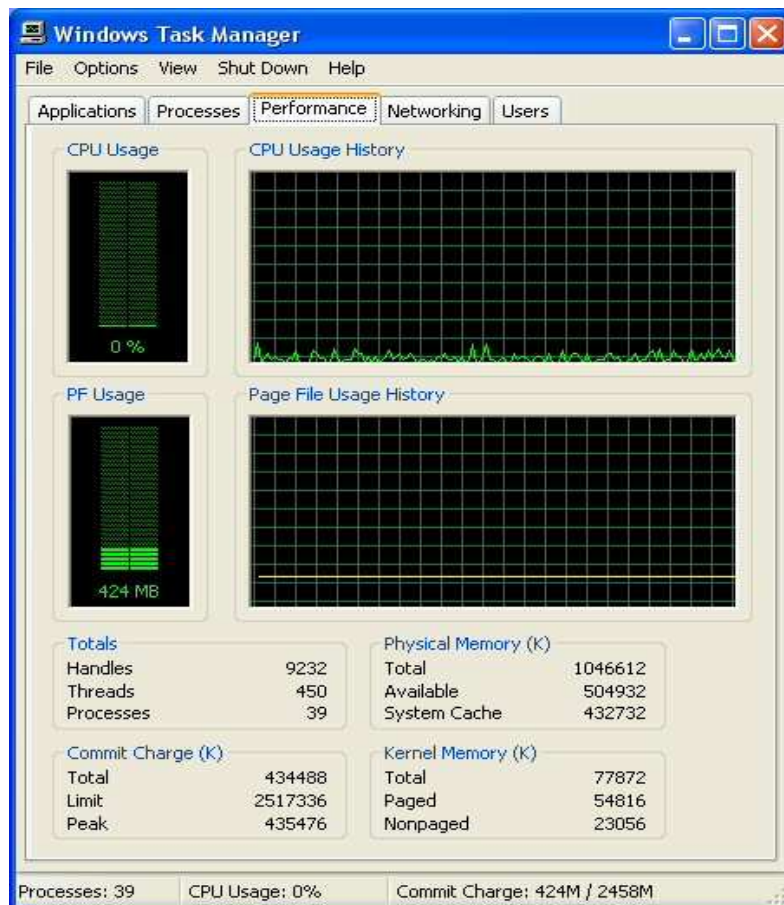 Windows Task Manager
File Options View Shut Down Help
Applications Processes Performance Networking Users
CPU Usage
0 %
CPU Usage History
PF Usage
424 MB
Page File Usage History
Totals
Handles 9232
Threads 450
Processes 39
Physical Memory (K)
Total 1046612
Available 504932
System Cache 432732
Commit Charge (K)
Total 434488
Limit 2517336
Peak 435476
Kernel Memory (K)
Total 77872
Paged 54816
Nonpaged 23056
Processes: 39 CPU Usage: 0% Commit Charge: 424M / 2458M